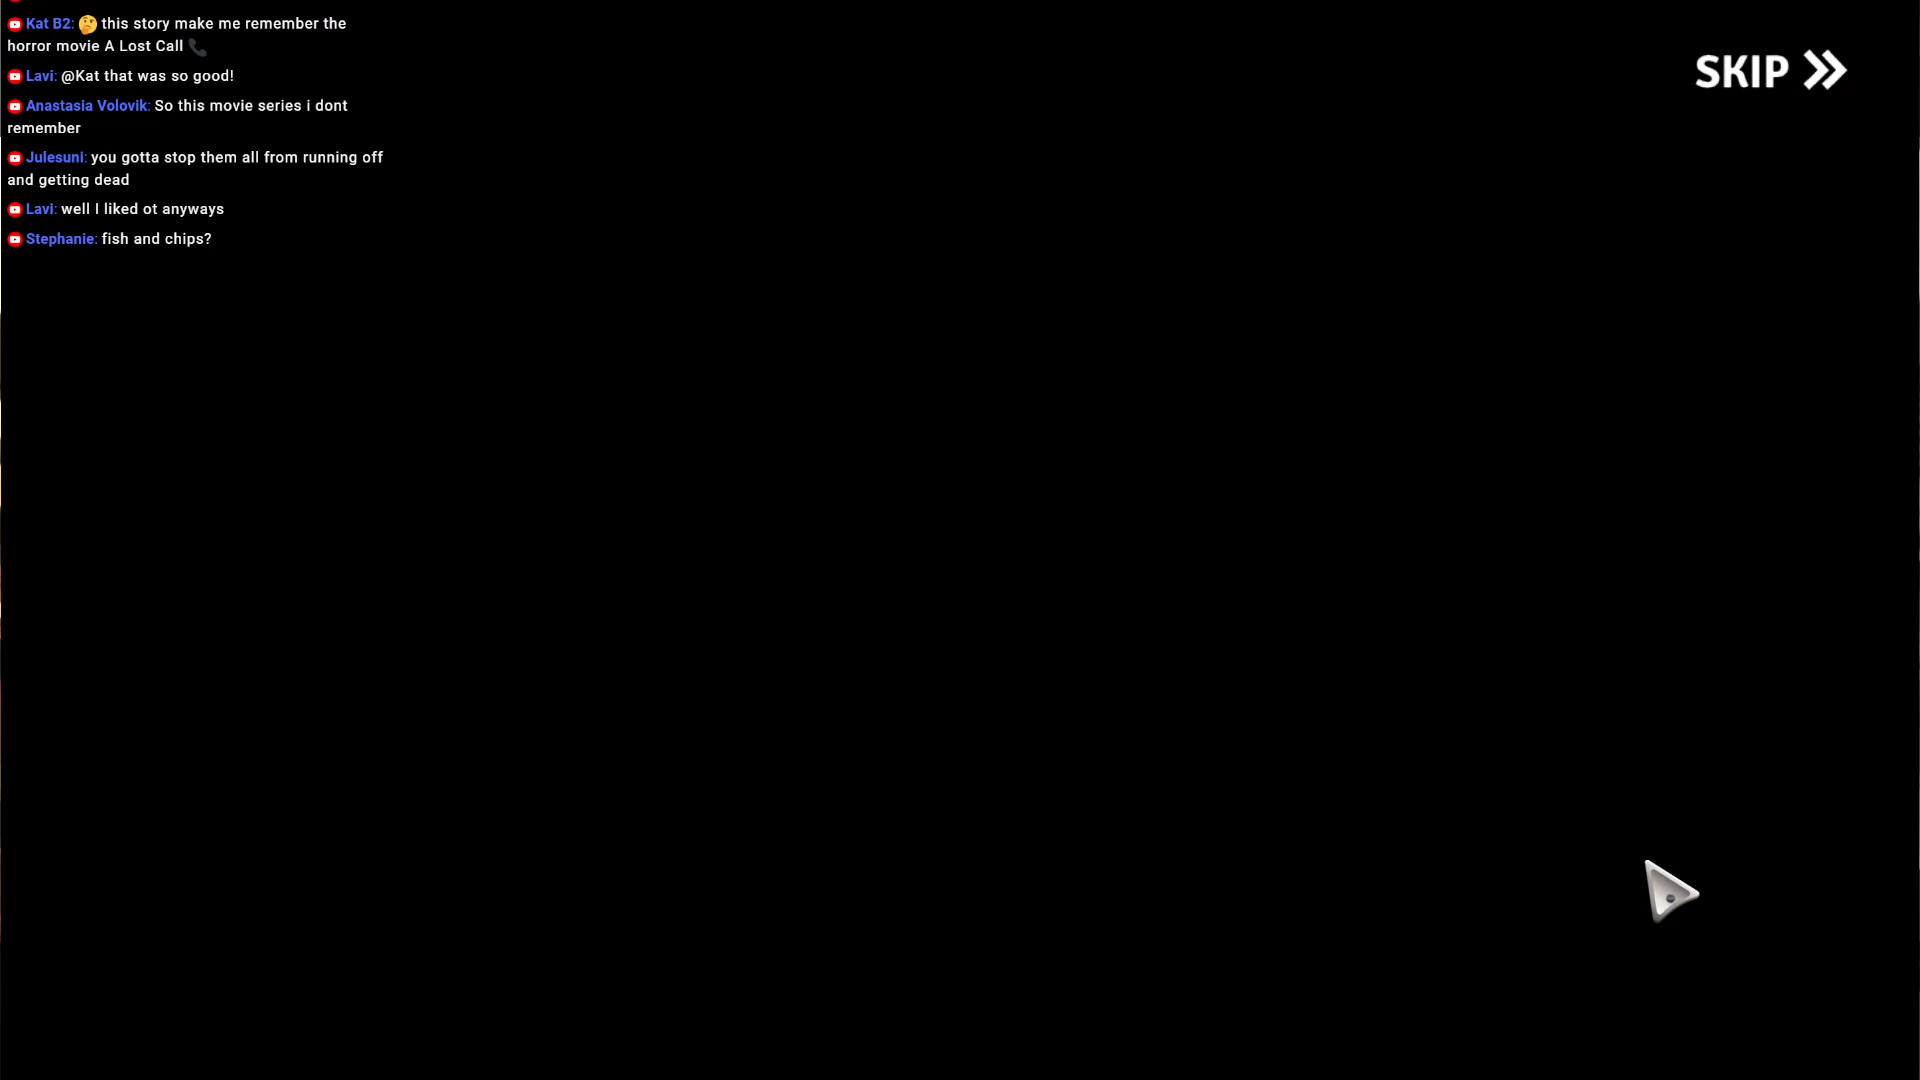 Kat B2: 🤔 this story make me remember the
horror movie A Lost Call 📞
Lavi: @Kat that was so good!
Anastasia Volovik: So this movie series i dont
remember
Julesuni: you gotta stop them all from running off
and getting dead
Lavi: well I liked ot anyways
Stephanie: fish and chips?
SKIP